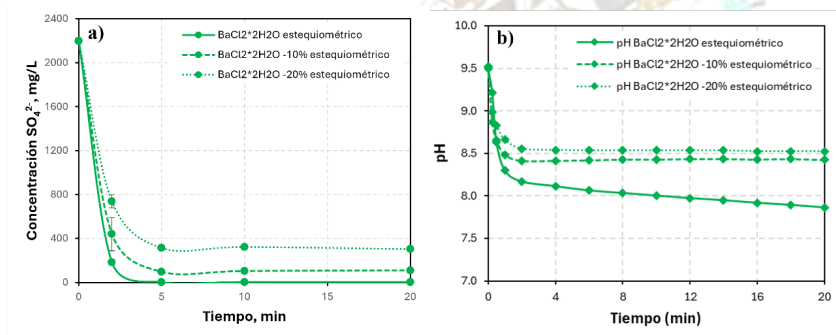 a)
BaCl2*2H2O estequiométrico
BaCl2*2H2O -10% estequiométrico
BaCl2*2H2O -20% estequiométrico
Concentración SO₄²⁻, mg/L
2400
2200
1800
1400
1200
800
400
0
0
5
10
15
20
Tiempo, min
b)
pH BaCl2*2H2O estequiométrico
pH BaCl2*2H2O -10% estequiométrico
pH BaCl2*2H2O -20% estequiométrico
pH
10.0
9.5
9.0
8.5
8.0
7.5
7.0
0
4
8
12
16
20
Tiempo (min)